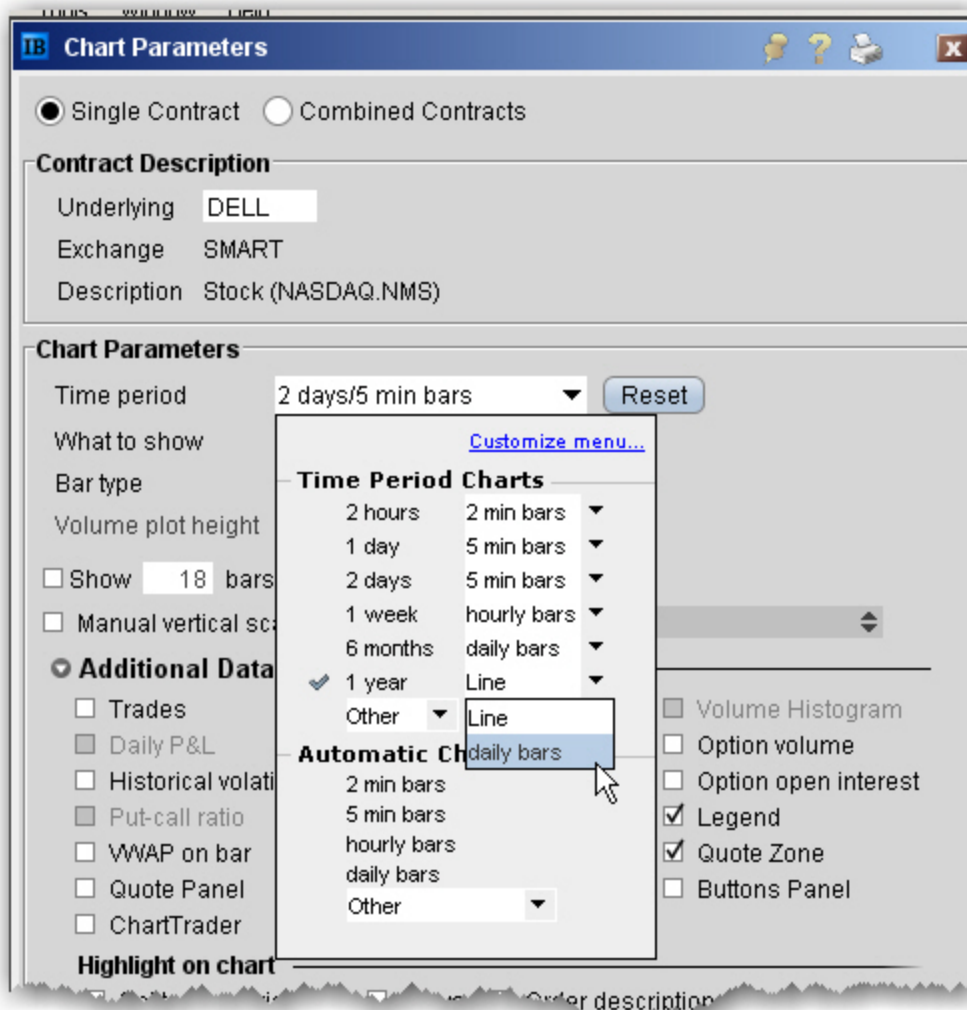 Tools Window Help
IB Chart Parameters ? x
Single Contract Combined Contracts
Contract Description
Underlying DELL
Exchange SMART
Description Stock (NASDAQ.NMS)
Chart Parameters
Time period 2 days/5 min bars Reset
What to show Customize menu...
Bar type Time Period Charts
2 hours 2 min bars
Volume plot height
1 day 5 min bars
Show 18 bars 2 days 5 min bars
1 week hourly bars
Manual vertical
6 months daily bars
Additional Data 1 year Line
Trades Other Line Volume Histogram
Daily P&L Automatic daily bars Option volume
Historical 2 min bars Option open interest
Put-call ratio 5 min bars Legend
VWAP on bar hourly bars Quote Zone
Quote Panel daily bars Buttons Panel
Other
ChartTrader
Highlight on chart
Order description